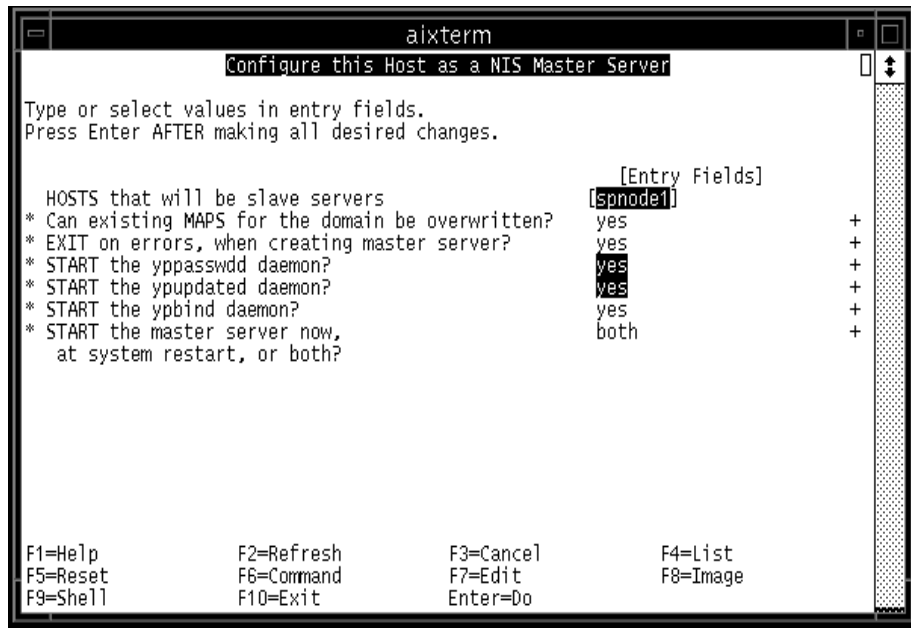 aixterm
Configure this Host as a NIS Master Server
Type or select values in entry fields.
Press Enter AFTER making all desired changes.
[Entry Fields]
HOSTS that will be slave servers [spnode1]
* Can existing MAPS for the domain be overwritten? yes +
* EXIT on errors, when creating master server? yes +
* START the yppasswdd daemon? yes +
* START the ypupdated daemon? yes +
* START the ypbind daemon? yes +
* START the master server now, both +
at system restart, or both?
F1=Help F2=Refresh F3=Cancel F4=List
F5=Reset F6=Command F7=Edit F8=Image
F9=Shell F10=Exit Enter=Do